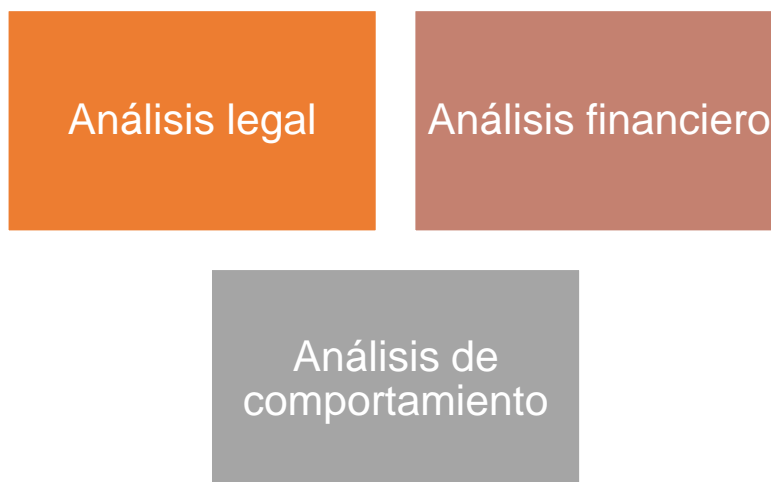 Análisis legal
Análisis financiero
Análisis de
comportamiento